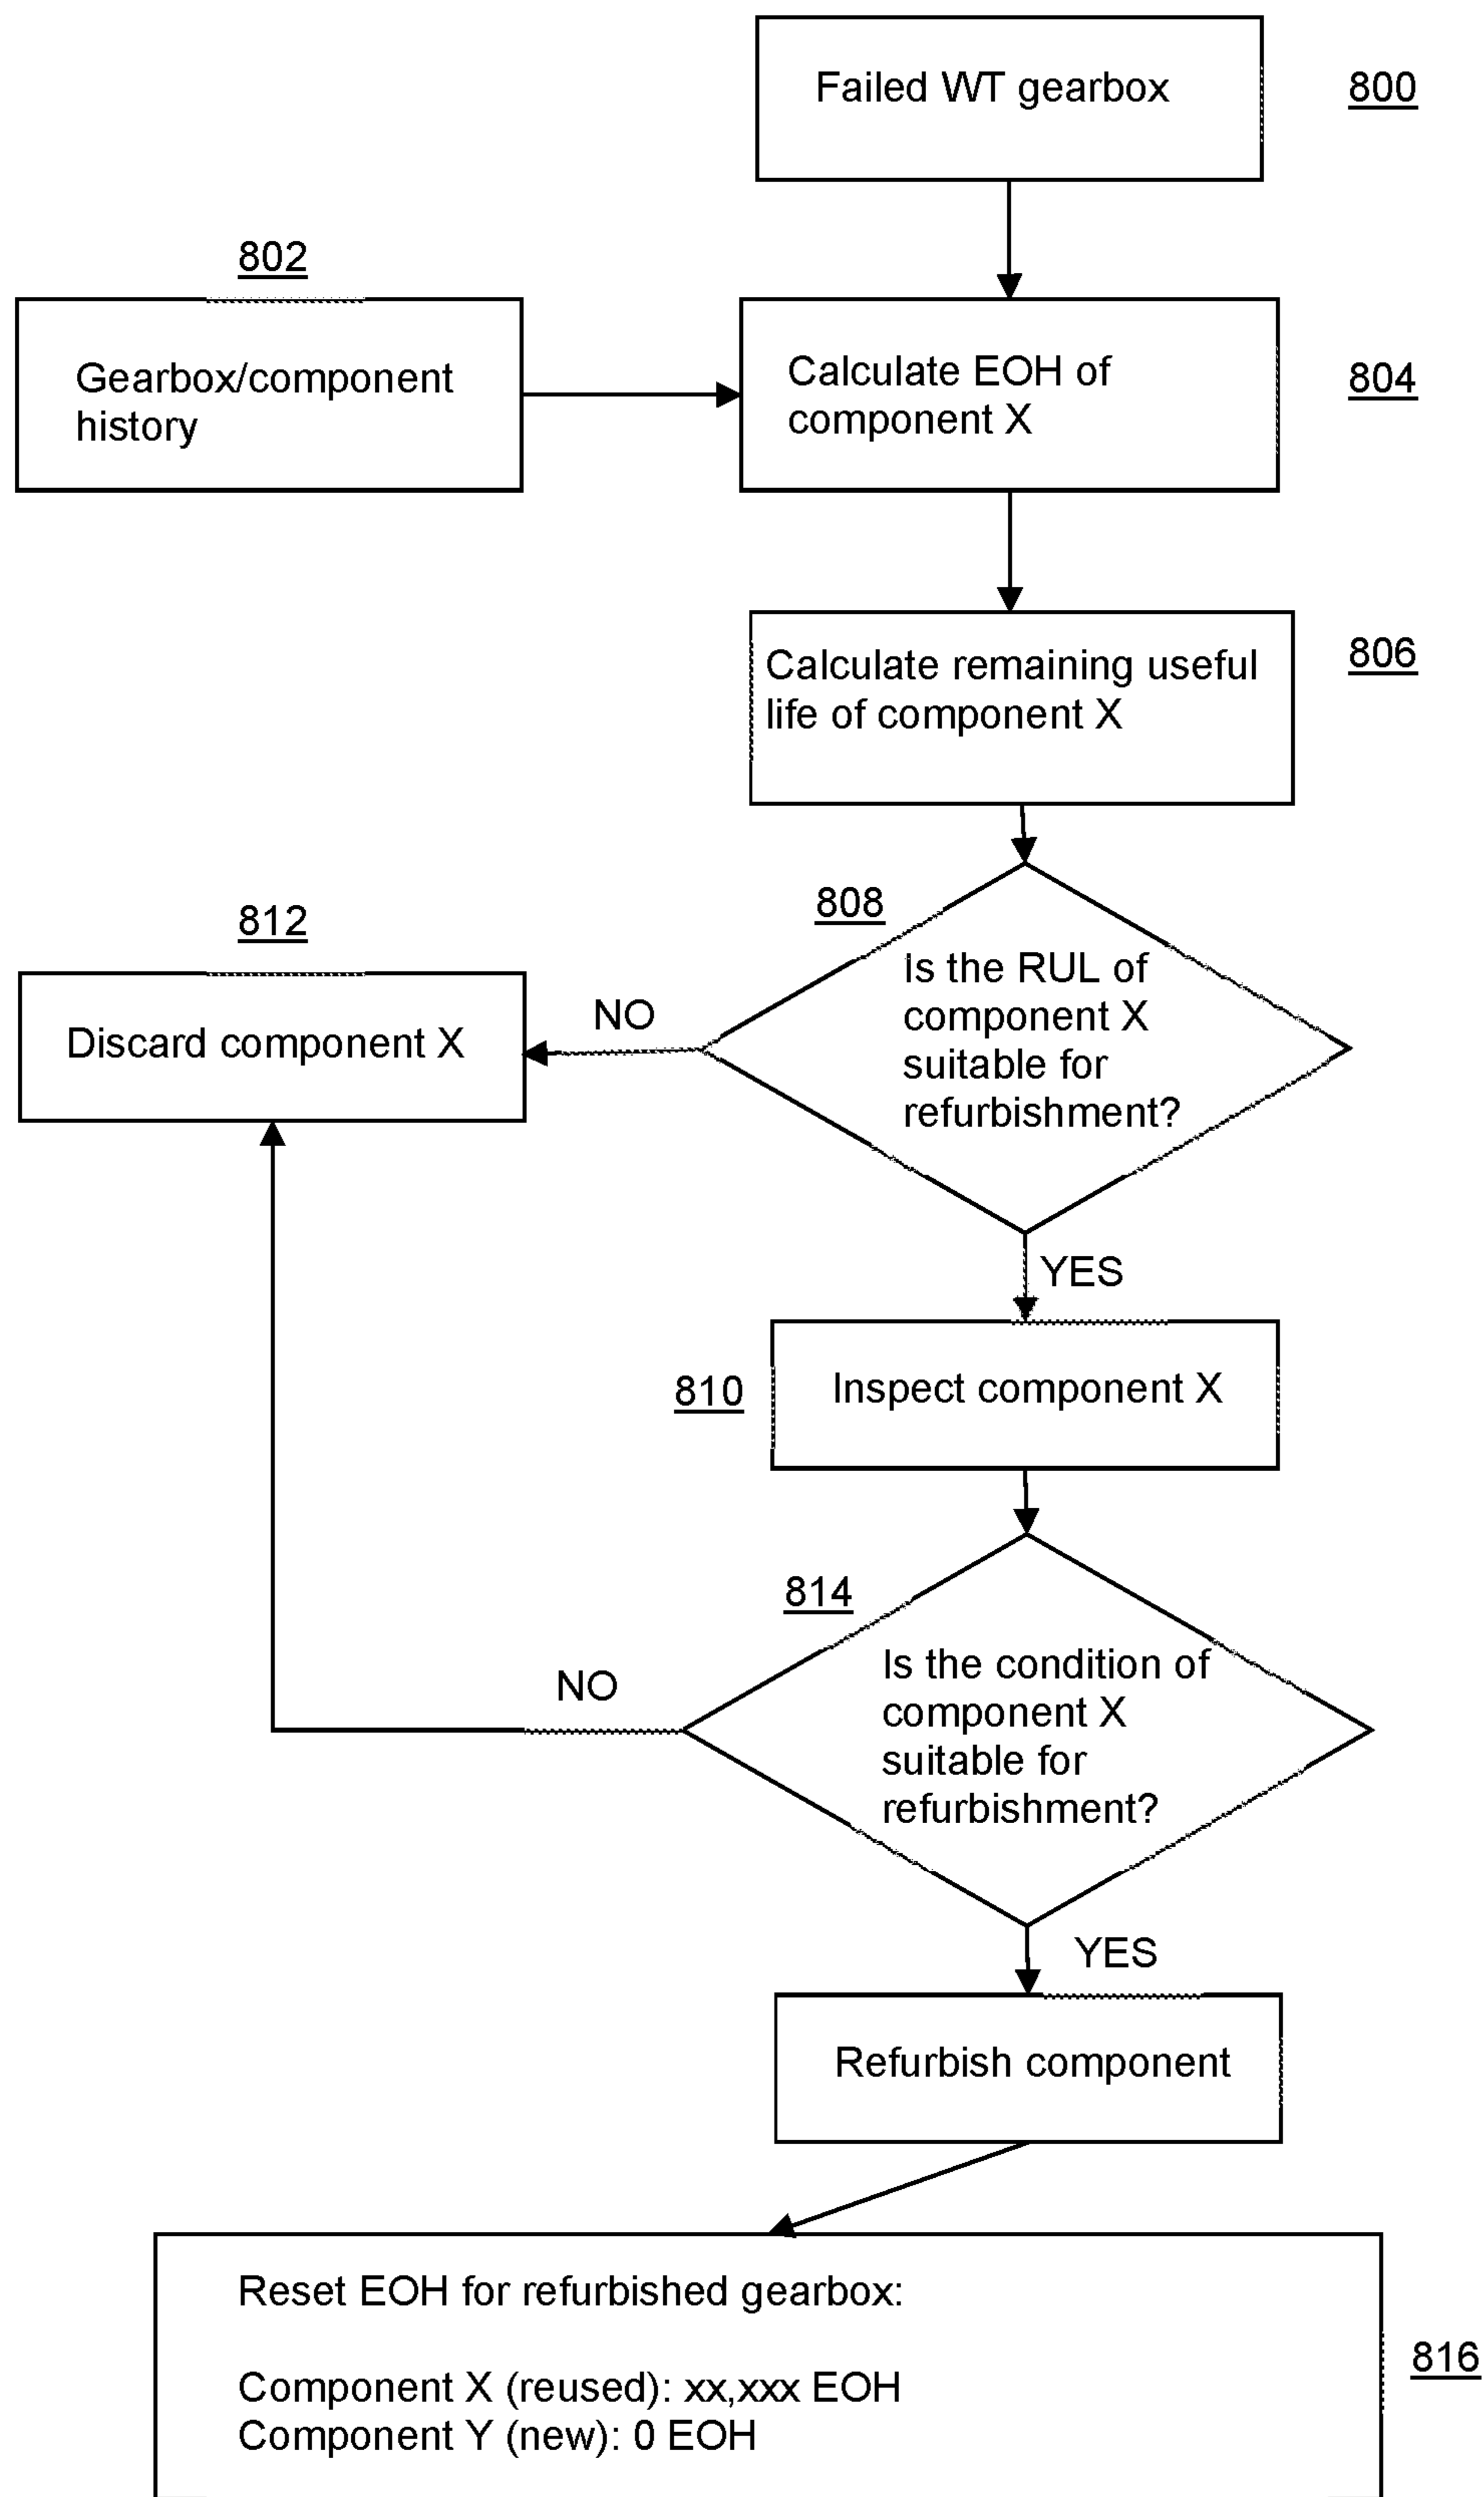 Failed WT gearbox
800
802
Gearbox/component
history
Calculate EOH of
component X
804
Calculate remaining useful
life of component X
806
808
Is the RUL of
component X
suitable for
refurbishment?
812
Discard component X
NO
YES
810
Inspect component X
814
Is the condition of
component X
suitable for
refurbishment?
NO
YES
Refurbish component
Reset EOH for refurbished gearbox:
Component X (reused): xx,xxx EOH
Component Y (new): 0 EOH
816